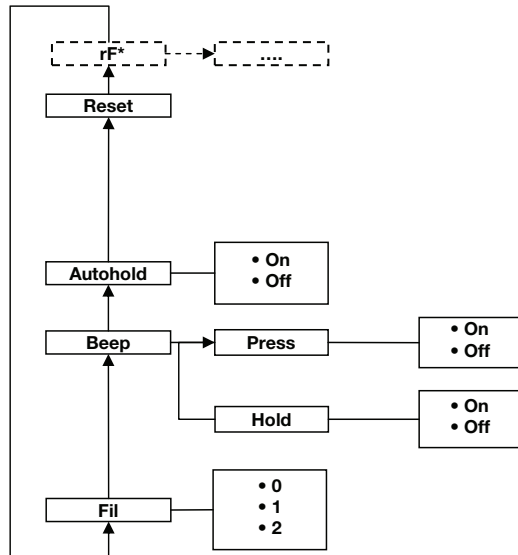 rF*
....
Reset
Autohold
• On
• Off
Beep
Press
• On
• Off
Hold
• On
• Off
Fil
• 0
• 1
• 2